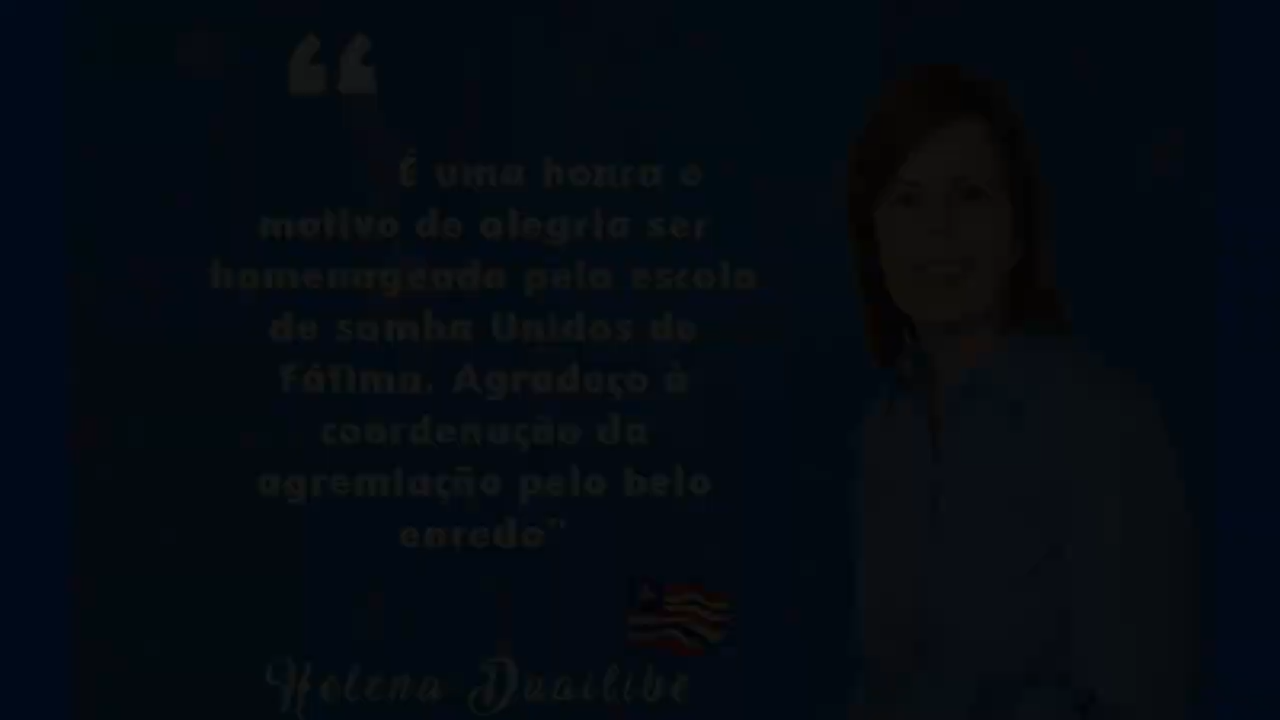 “
É uma honra e
motivo de alegria ser
homenageada pela escola
de samba Unidos de
Fátima. Agradeço à
coordenação da
agremiação pelo belo
enredo"
Helena Duailibe